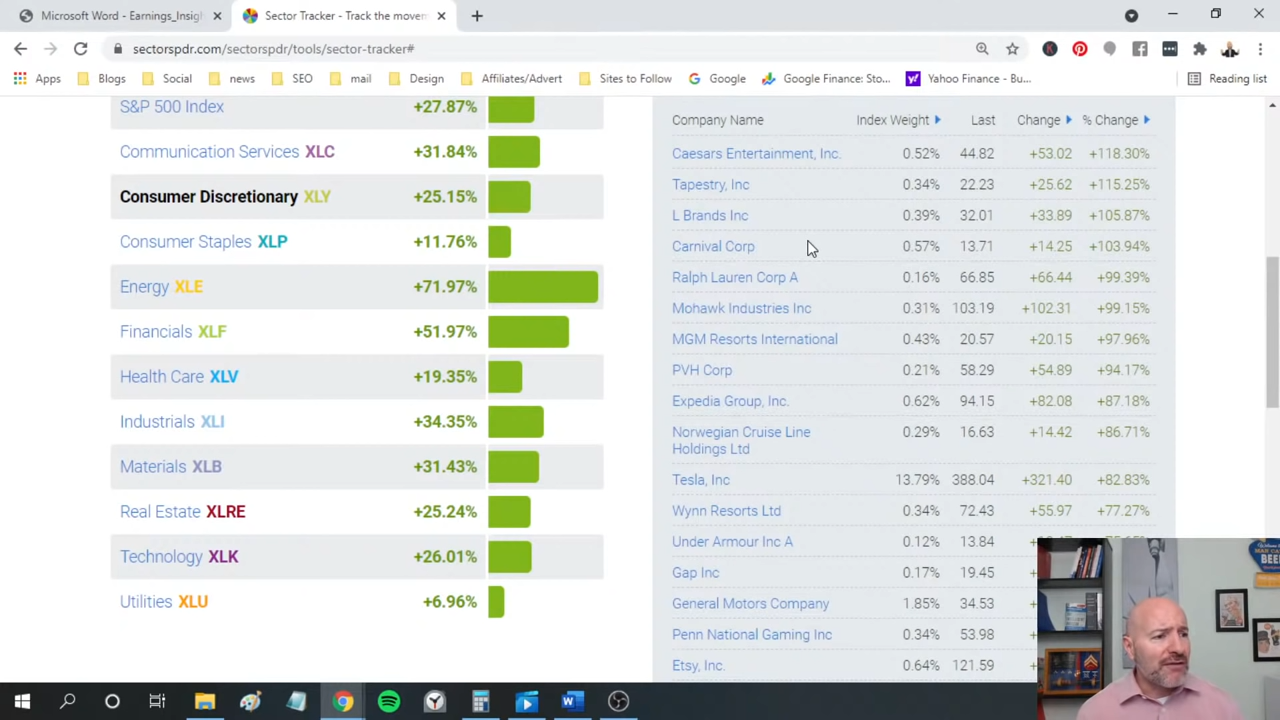 Microsoft Word - Earnings_Insigh
Sector Tracker - Track the movem
sectorspdr.com/sectorspdr/tools/sector-tracker#
Apps Blogs Social news SEO mail Design Affiliates/Advert Sites to Follow Google Google Finance: Sto... Yahoo Finance - Bu... Reading list
S&P 500 Index +27.87%
Communication Services XLC +31.84%
Consumer Discretionary XLY +25.15%
Consumer Staples XLP +11.76%
Energy XLE +71.97%
Financials XLF +51.97%
Health Care XLV +19.35%
Industrials XLI +34.35%
Materials XLB +31.43%
Real Estate XLRE +25.24%
Technology XLK +26.01%
Utilities XLU +6.96%
Company Name Index Weight Last Change % Change
Caesars Entertainment, Inc. 0.52% 44.82 +53.02 +118.30%
Tapestry, Inc 0.34% 22.23 +25.62 +115.25%
L Brands Inc 0.39% 32.01 +33.89 +105.87%
Carnival Corp 0.57% 13.71 +14.25 +103.94%
Ralph Lauren Corp A 0.16% 66.85 +66.44 +99.39%
Mohawk Industries Inc 0.31% 103.19 +102.31 +99.15%
MGM Resorts International 0.43% 20.57 +20.15 +97.96%
PVH Corp 0.21% 58.29 +54.89 +94.17%
Expedia Group, Inc. 0.62% 94.15 +82.08 +87.18%
Norwegian Cruise Line 0.29% 16.63 +14.42 +86.71%
Holdings Ltd
Tesla, Inc 13.79% 388.04 +321.40 +82.83%
Wynn Resorts Ltd 0.34% 72.43 +55.97 +77.27%
Under Armour Inc A 0.12% 13.84
Gap Inc 0.17% 19.45
General Motors Company 1.85% 34.53
Penn National Gaming Inc 0.34% 53.98
Etsy, Inc. 0.64% 121.59